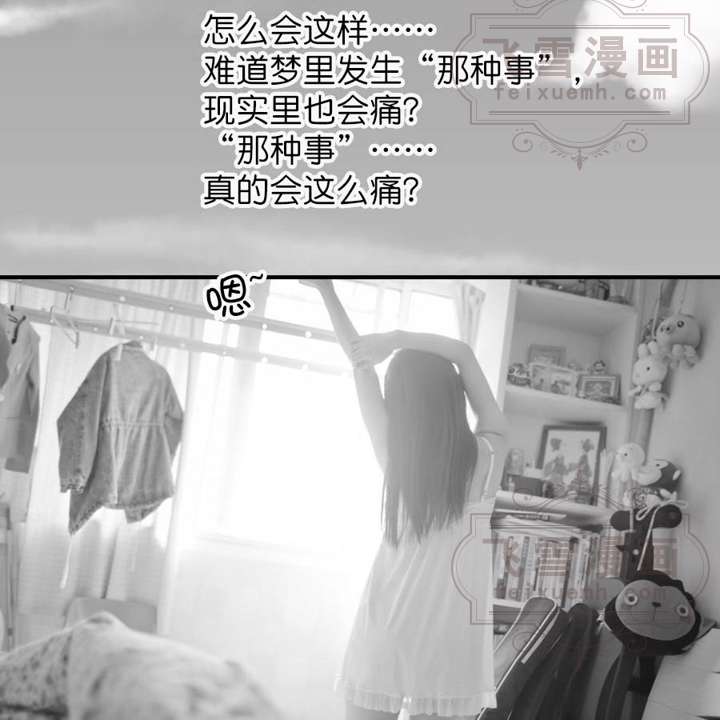 怎么会这样……
难道梦里发生“那种事”，
现实里也会痛？
“那种事”……
真的会这么痛？
飞雪漫画
feixuemh.com
嗯~
飞雪漫画
feixuemh.com